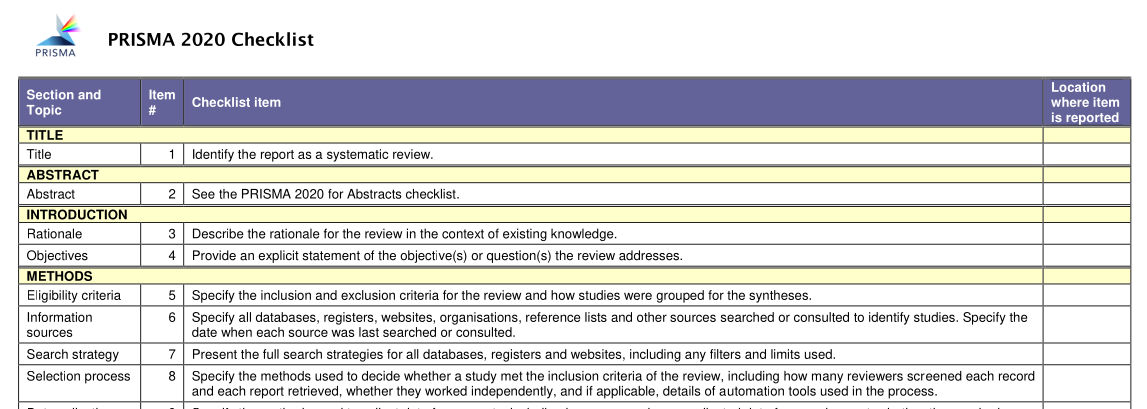 PRISMA
PRISMA 2020 Checklist
Section and Topic Item # Checklist item Location where item is reported
TITLE
Title 1 Identify the report as a systematic review.
ABSTRACT
Abstract 2 See the PRISMA 2020 for Abstracts checklist.
INTRODUCTION
Rationale 3 Describe the rationale for the review in the context of existing knowledge.
Objectives 4 Provide an explicit statement of the objective(s) or question(s) the review addresses.
METHODS
Eligibility criteria 5 Specify the inclusion and exclusion criteria for the review and how studies were grouped for the syntheses.
Information sources 6 Specify all databases, registers, websites, organisations, reference lists and other sources searched or consulted to identify studies. Specify the
date when each source was last searched or consulted.
Search strategy 7 Present the full search strategies for all databases, registers and websites, including any filters and limits used.
Selection process 8 Specify the methods used to decide whether a study met the inclusion criteria of the review, including how many reviewers screened each record
and each report retrieved, whether they worked independently, and if applicable, details of automation tools used in the process.